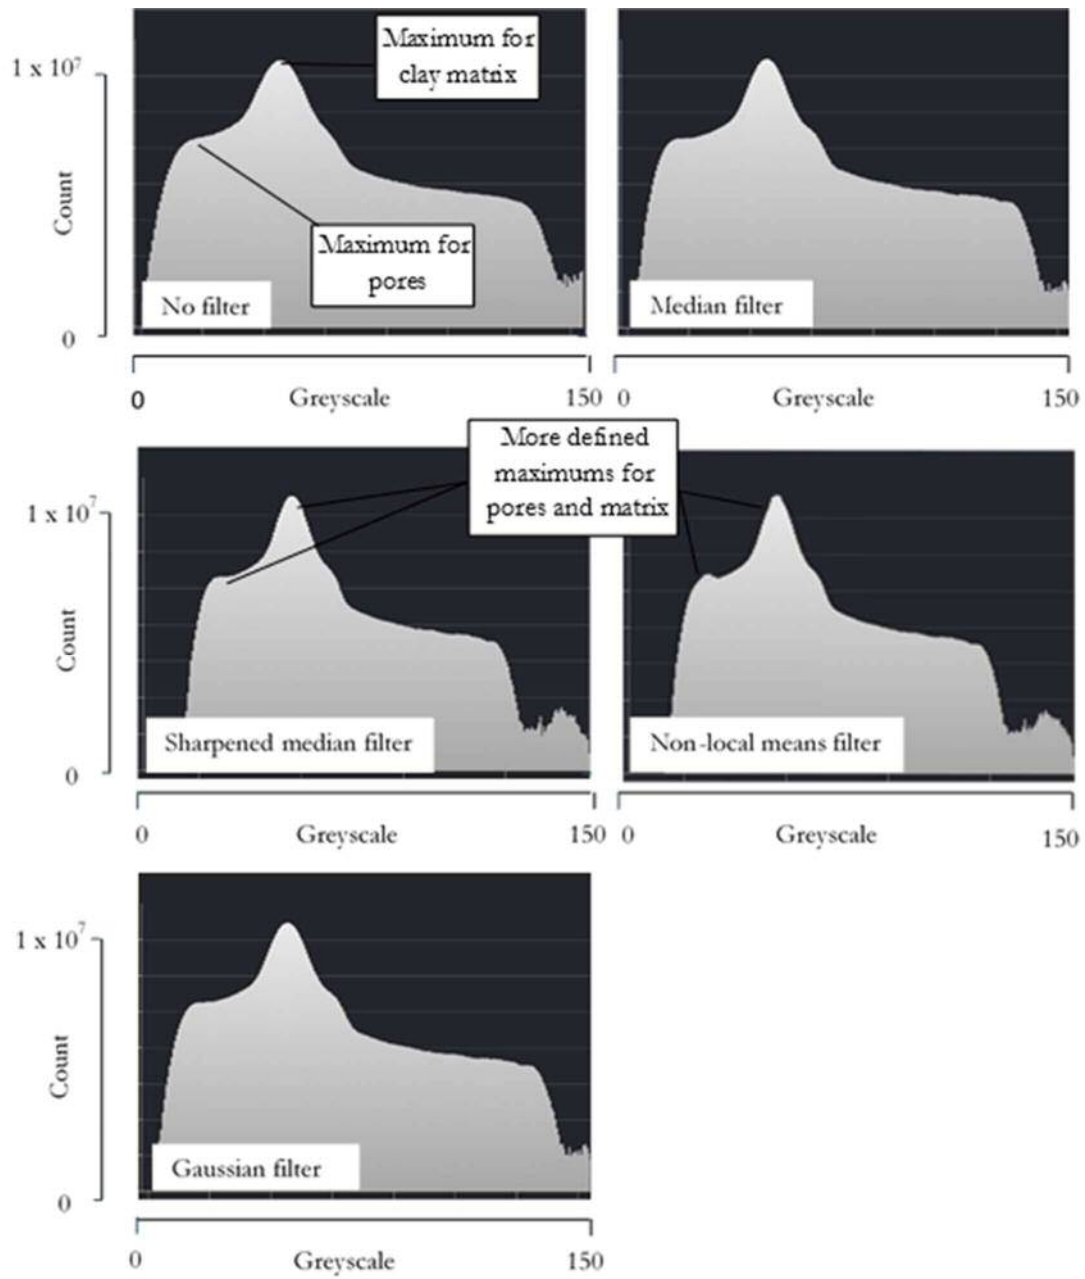 Maximum for
clay matrix
1 x 10⁷
Count
Maximum for
pores
No filter
Median filter
0
0
Greyscale
150
0
Greyscale
150
More defined
maximums for
pores and matrix
1 x 10⁷
Count
Sharpened median filter
Non-local means filter
0
0
Greyscale
150
0
Greyscale
150
1 x 10⁷
Count
Gaussian filter
0
0
Greyscale
150